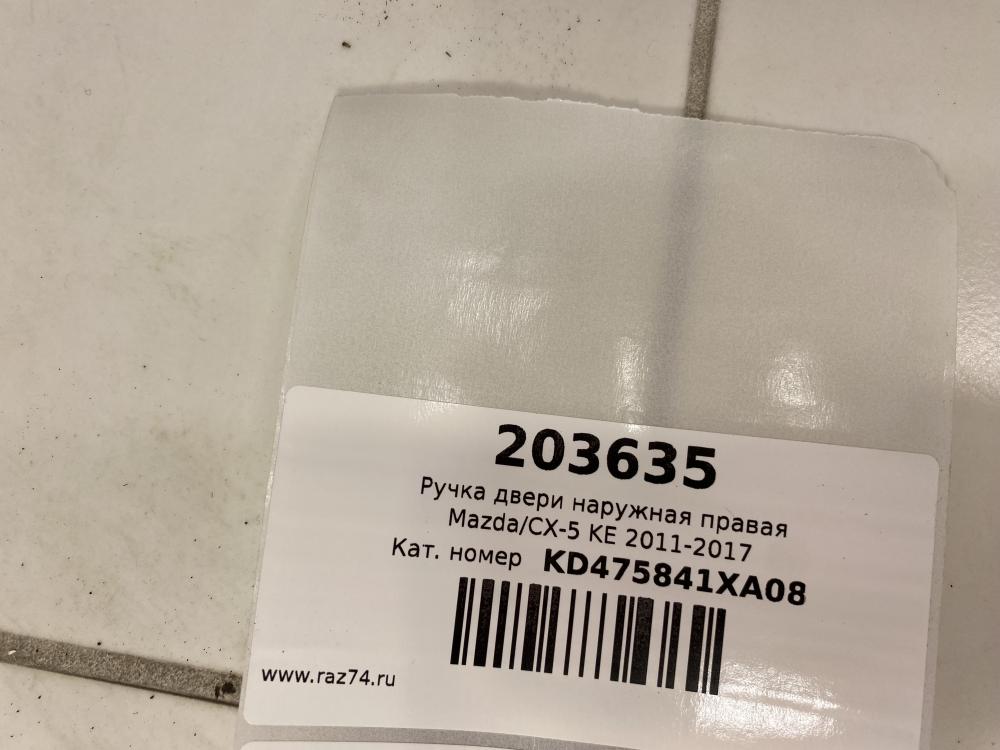 203635
Ручка двери наружная правая
Mazda/CX-5 KE 2011-2017
Кат. номер KD475841XA08
www.raz74.ru